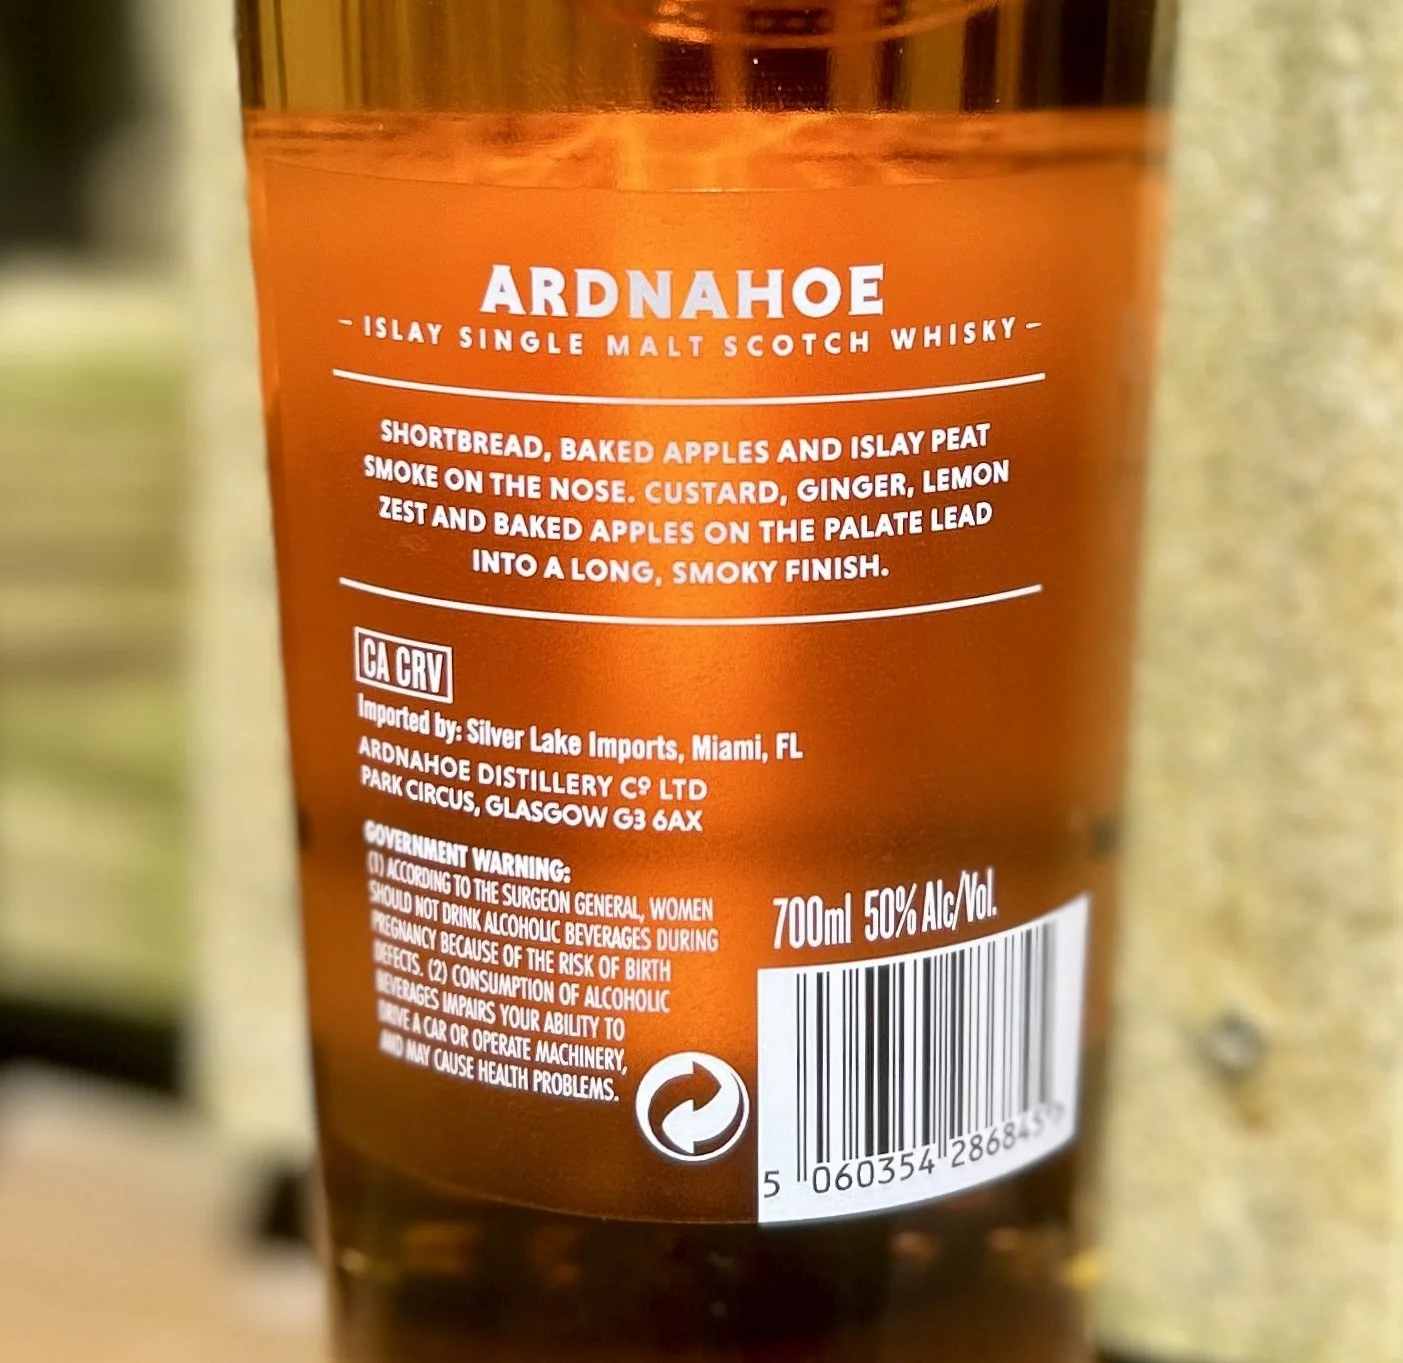 ARDNAHOE
- ISLAY SINGLE MALT SCOTCH WHISKY -
SHORTBREAD, BAKED APPLES AND ISLAY PEAT
SMOKE ON THE NOSE. CUSTARD, GINGER, LEMON
ZEST AND BAKED APPLES ON THE PALATE LEAD
INTO A LONG, SMOKY FINISH.
CA CRV
Imported by: Silver Lake Imports, Miami, FL
ARDNAHOE DISTILLERY Cº LTD
PARK CIRCUS, GLASGOW G3 6AX
GOVERNMENT WARNING:
(1) ACCORDING TO THE SURGEON GENERAL, WOMEN
SHOULD NOT DRINK ALCOHOLIC BEVERAGES DURING
PREGNANCY BECAUSE OF THE RISK OF BIRTH
DEFECTS. (2) CONSUMPTION OF ALCOHOLIC
BEVERAGES IMPAIRS YOUR ABILITY TO
DRIVE A CAR OR OPERATE MACHINERY,
AND MAY CAUSE HEALTH PROBLEMS.
700ml 50% Alc/Vol.
5 060354